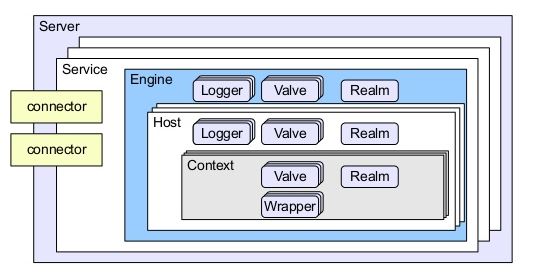 Server
Service
Engine
Logger
Valve
Realm
connector
Host
Logger
Valve
Realm
connector
Context
Valve
Realm
Wrapper